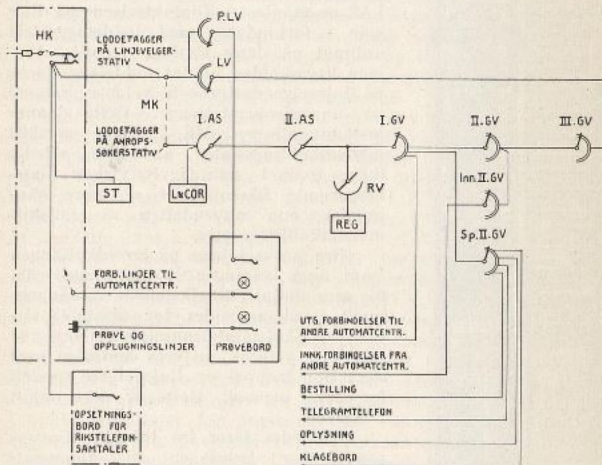 HK
P.LV
LODDETAGGER
PÅ LINJEVELGER-
STATIV
LV
MK
LODDETAGGER
PÅ ANROPS-
SØKERSTATIV
I.AS
II.AS
I.GV
II.GV
III.GV
ST
L&COR
RV
REG
Inn.II.GV
Sp.II.GV
FORB.LINJER TIL
AUTOMATCENTR.
PRØVE OG
OPPLUGNINGSLINJER
PRØVEBORD
UTG. FORBINDELSER TIL
ANDRE AUTOMATCENTR.
INNK. FORBINDELSER FRA
ANDRE AUTOMATCENTR.
BESTILLING
TELEGRAMTELEFON
OPLYSNING
KLAGEBORD
OPSETNINGS-
BORD FOR
RIKSTELEFON-
SAMTALER